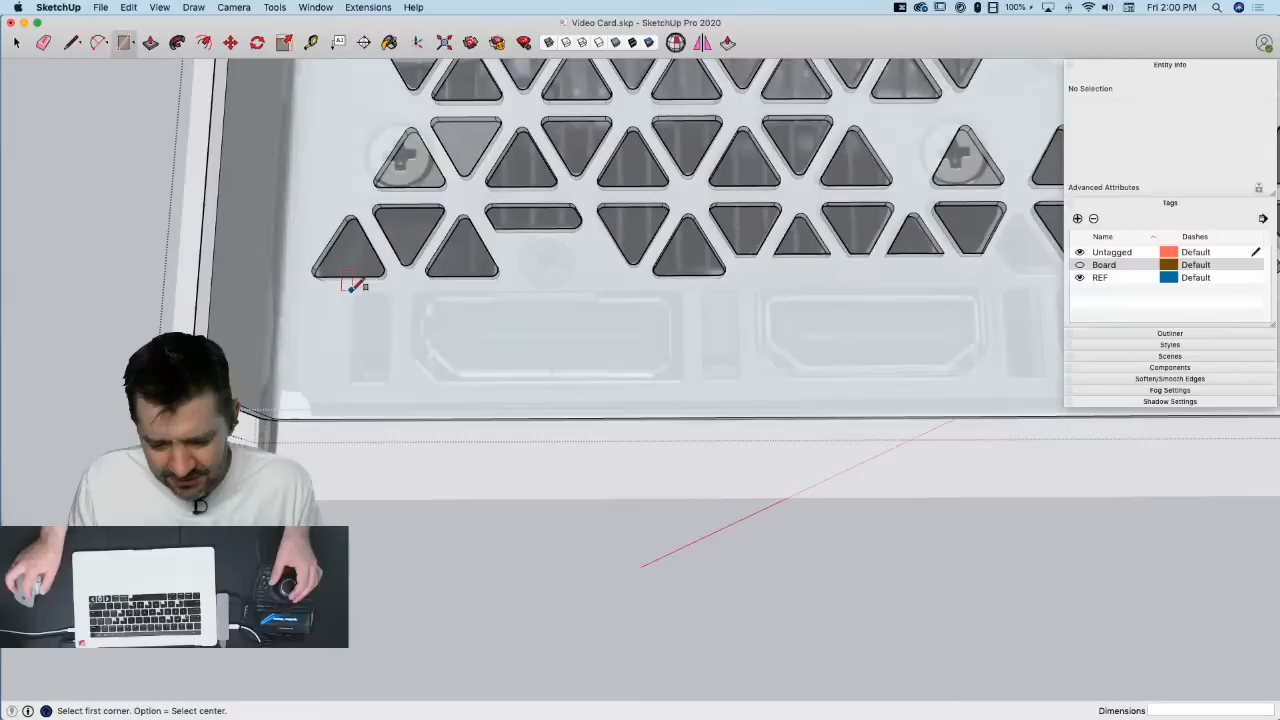 SketchUp File Edit View Draw Camera Tools Window Extensions Help 100% Fri 2:00 PM
Video Card.skp - SketchUp Pro 2020
Entity Info
No Selection
Advanced Attributes
Tags
Name Dashes
Untagged Default
Board Default
REF Default
Outliner
Styles
Scenes
Components
Soften/Smooth Edges
Fog Settings
Shadow Settings
Select first corner. Option = Select center. Dimensions